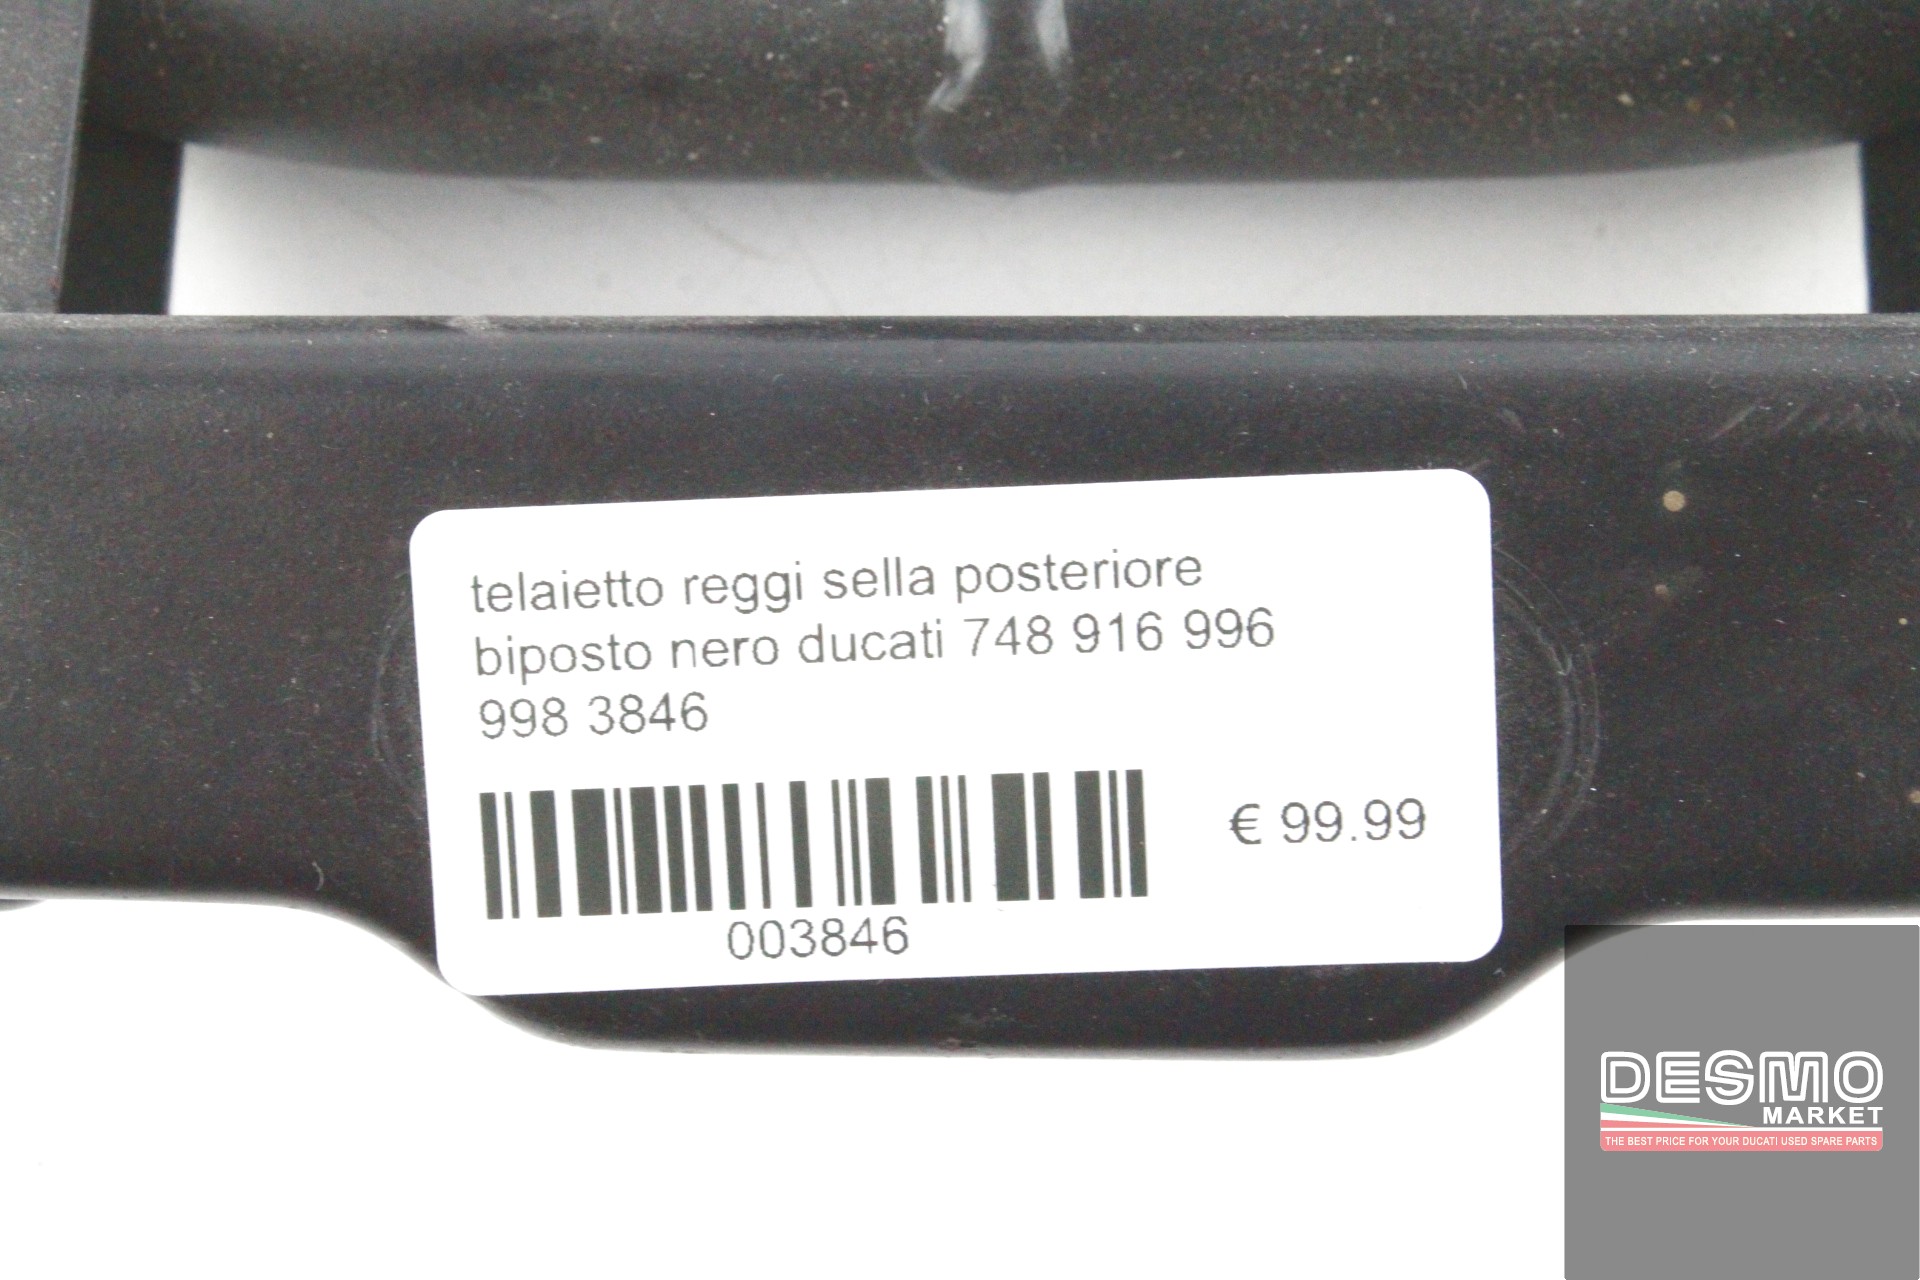 telaietto reggi sella posteriore
biposto nero ducati 748 916 996
998 3846
€ 99.99
003846
DESMO
MARKET
THE BEST PRICE FOR YOUR DUCATI USED SPARE PARTS